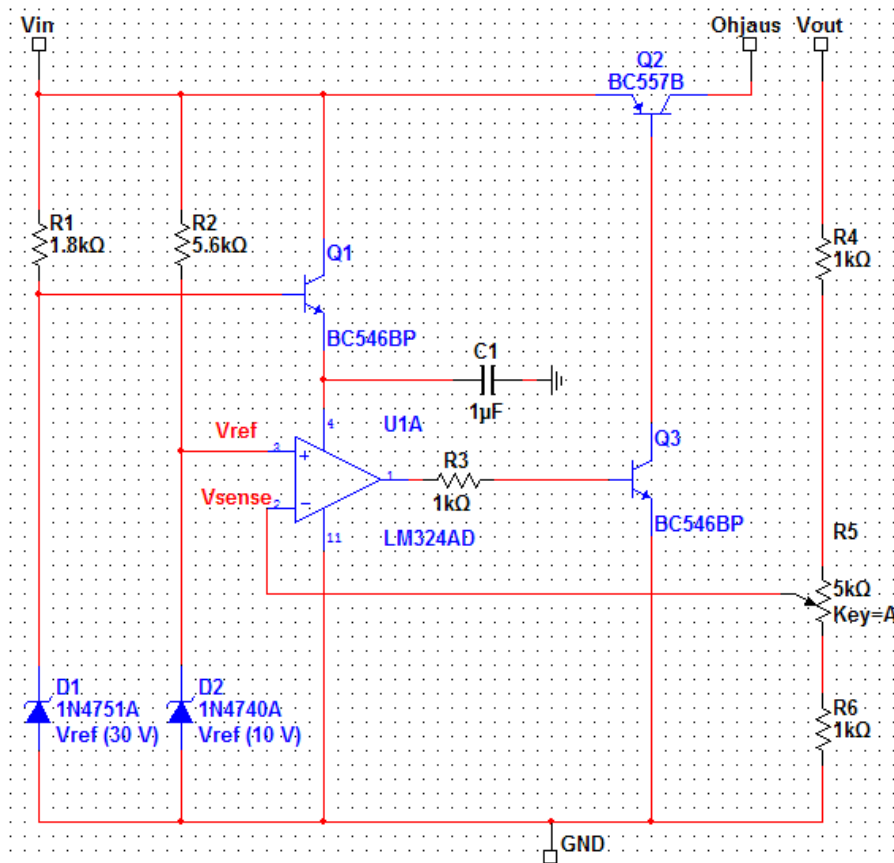 Vin
Ohjaus
Vout
Q2
BC557B
R1
1.8kΩ
R2
5.6kΩ
Q1
BC546BP
R4
1kΩ
C1
1µF
Vref
3
4
U1A
1
R3
1kΩ
Q3
BC546BP
Vsense
2
11
LM324AD
R5
5kΩ
Key=A
D1
1N4751A
Vref (30 V)
D2
1N4740A
Vref (10 V)
R6
1kΩ
GND